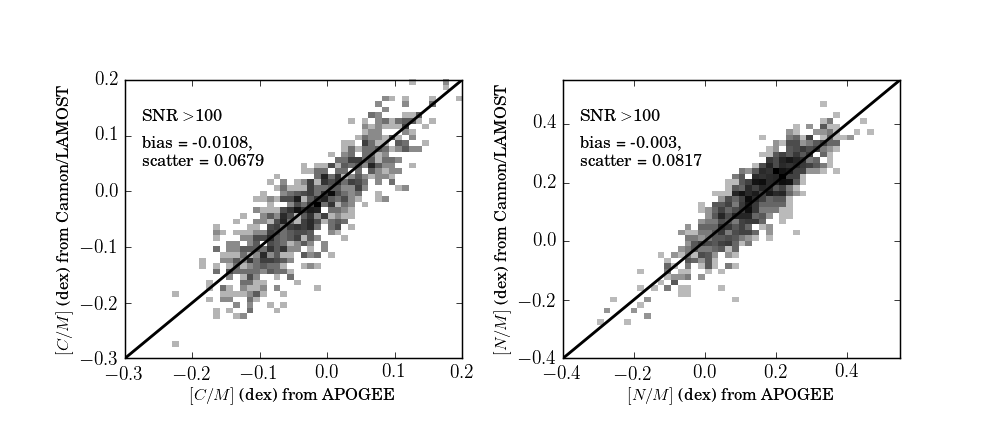 SNR >100
bias = -0.0108,
scatter = 0.0679
0.2
0.1
0.0
−0.1
−0.2
−0.3
[C/M] (dex) from Cannon/LAMOST
−0.3 −0.2 −0.1 0.0 0.1 0.2
[C/M] (dex) from APOGEE
SNR >100
bias = -0.003,
scatter = 0.0817
0.4
0.2
0.0
−0.2
−0.4
[N/M] (dex) from Cannon/LAMOST
−0.4 −0.2 0.0 0.2 0.4
[N/M] (dex) from APOGEE